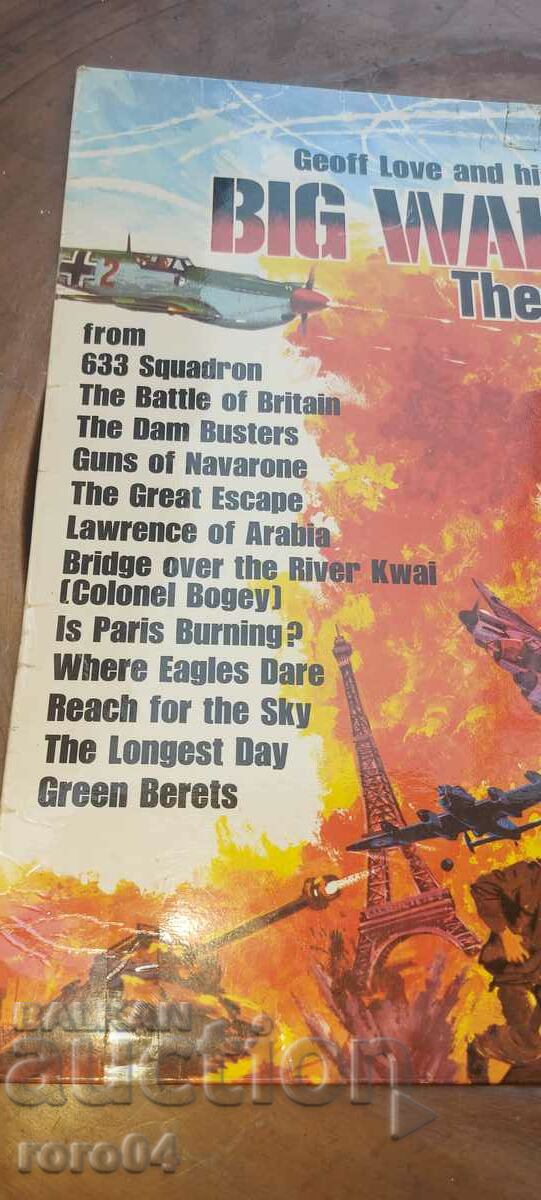 Geoff Love and
BIG
The
2
from
633 Squadron
The Battle of Britain
The Dam Busters
Guns of Navarone
The Great Escape
Lawrence of Arabia
Bridge over the River Kwai
(Colonel Bogey)
Is Paris Burning?
Where Eagles Dare
Reach for the Sky
The Longest Day
Green Berets
BALKAN
auction
roro04